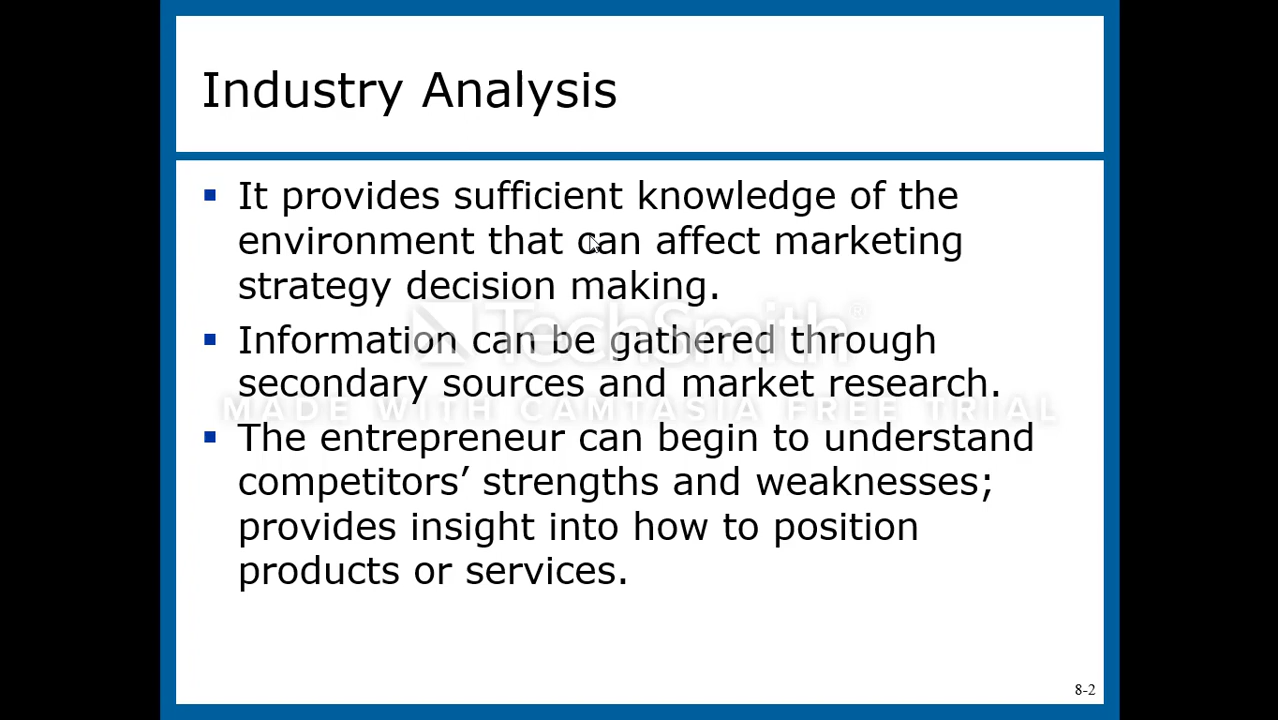 Industry Analysis
▪ It provides sufficient knowledge of the
environment that can affect marketing
strategy decision making.
TechSmith®
▪ Information can be gathered through
secondary sources and market research.
MADE WITH CAMTASIA FREE TRIAL
▪ The entrepreneur can begin to understand
competitors’ strengths and weaknesses;
provides insight into how to position
products or services.
8-2